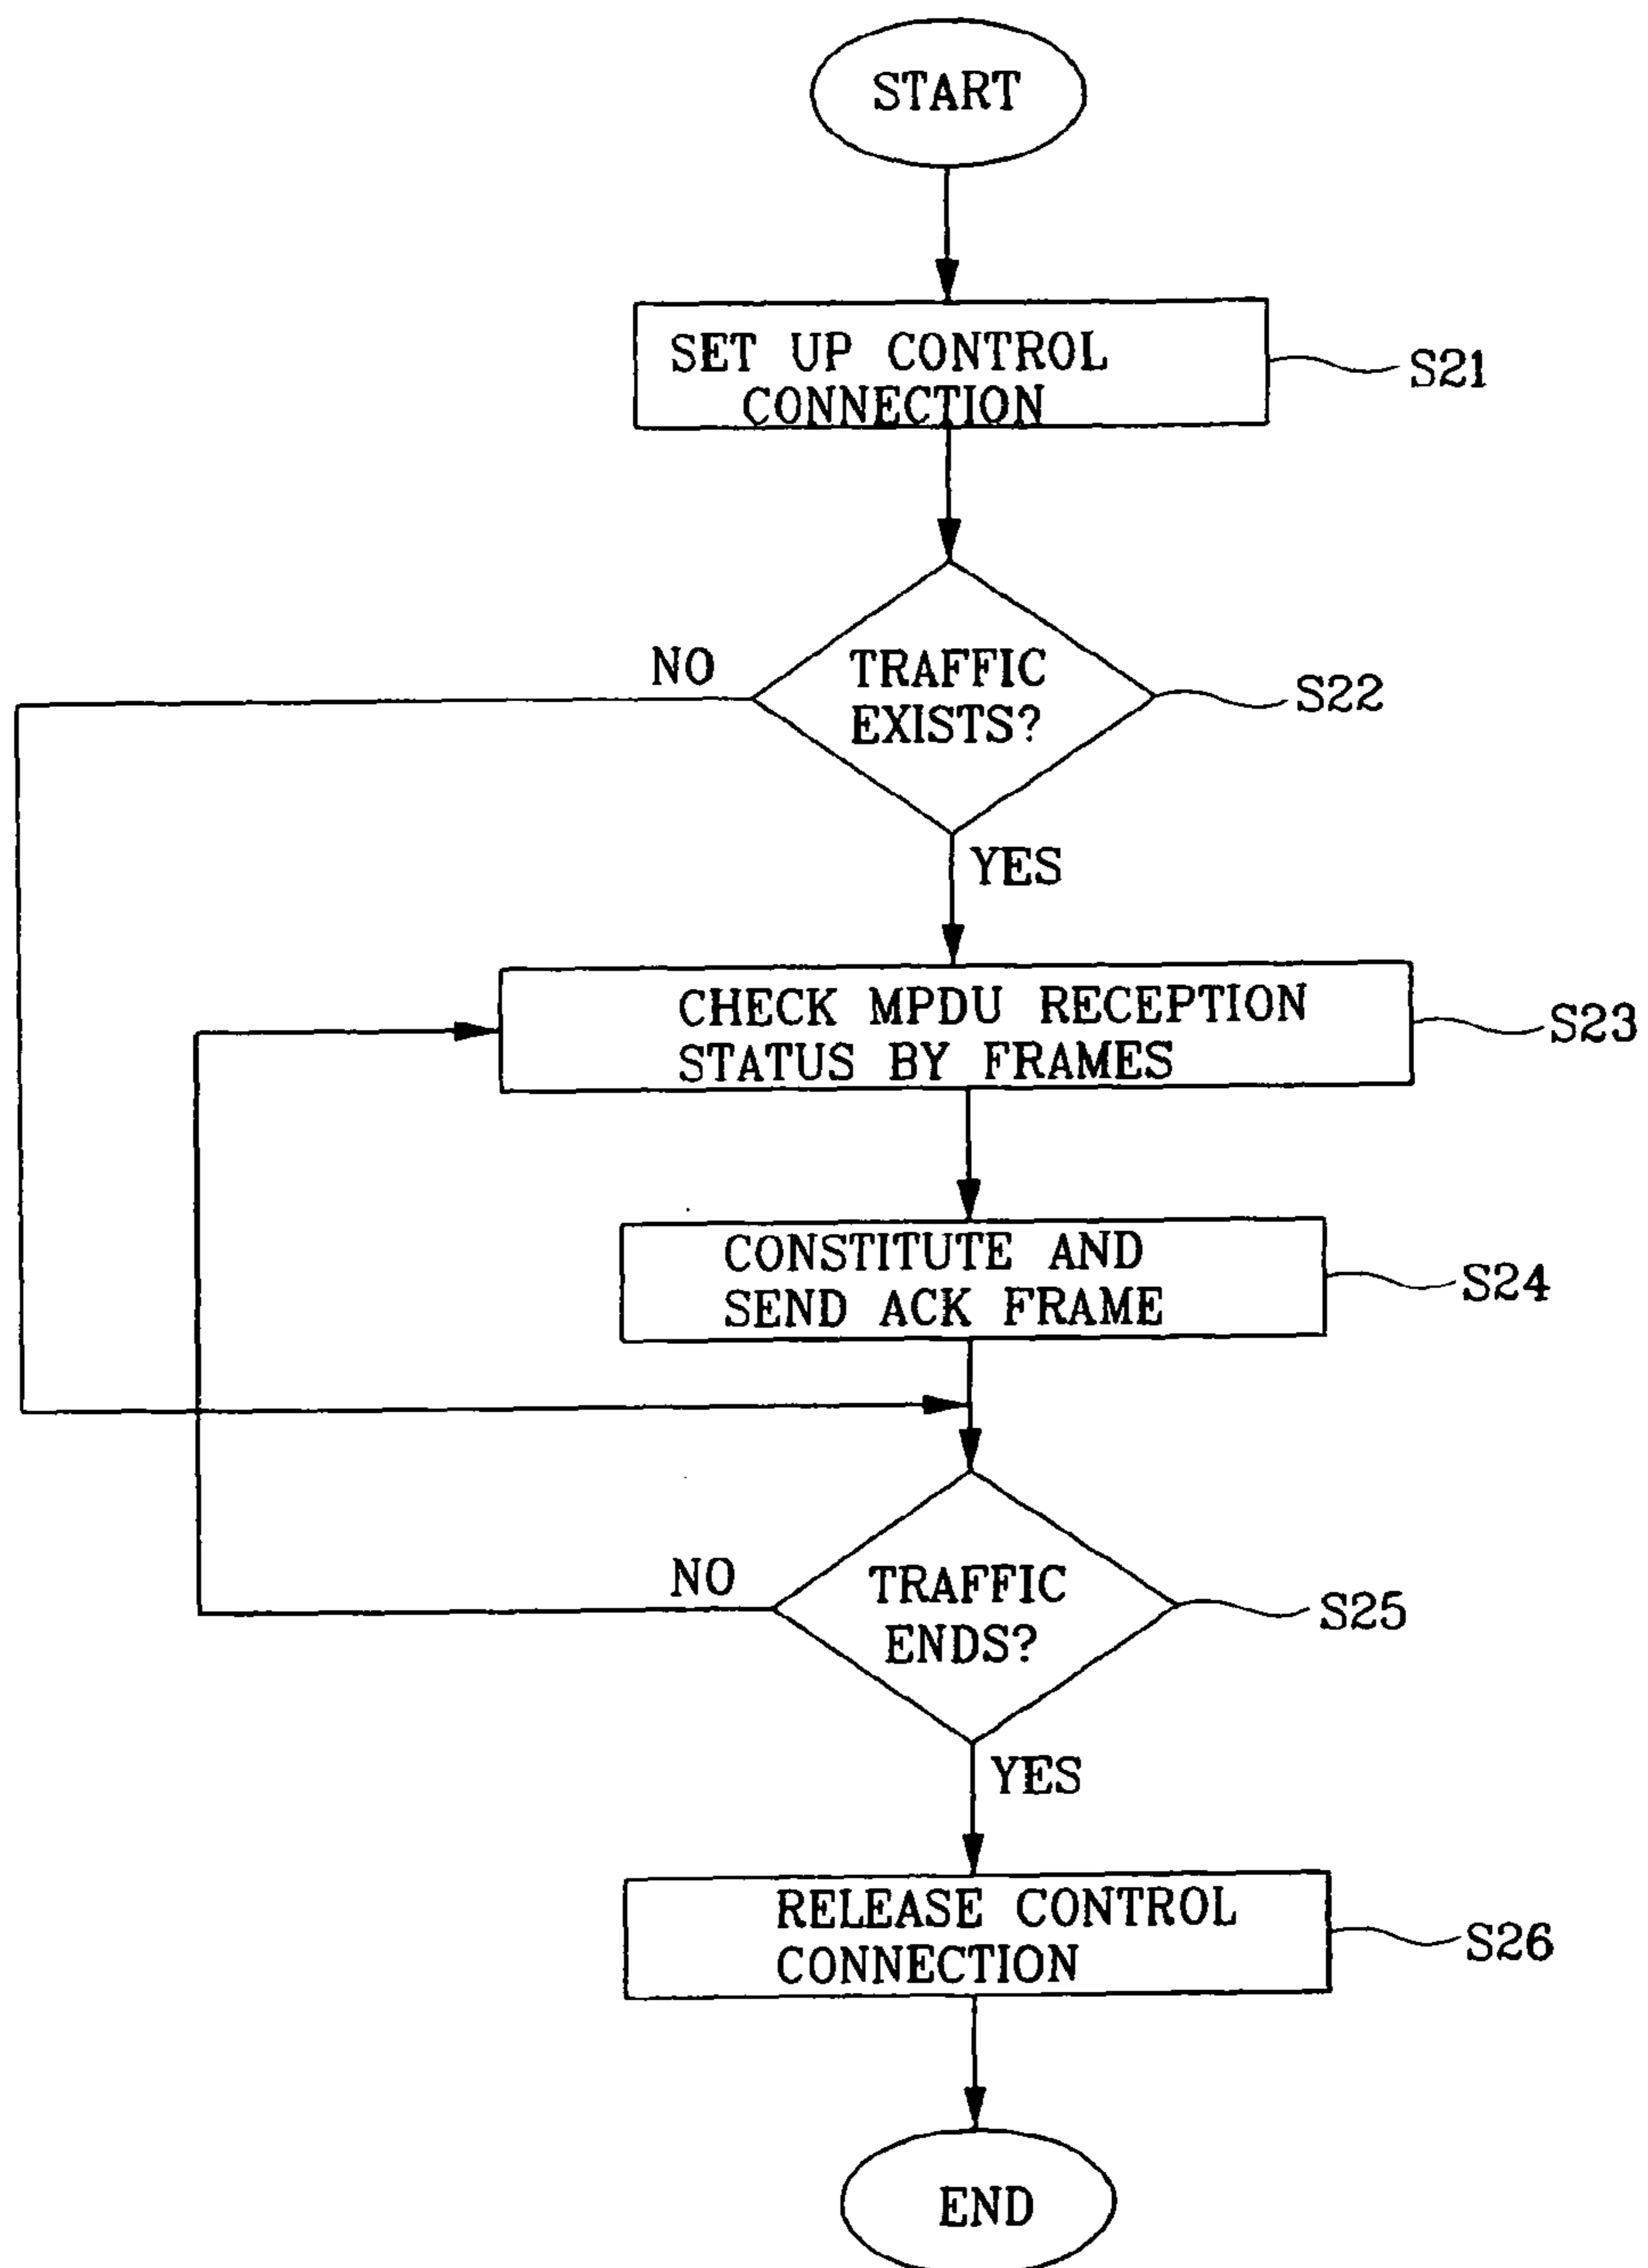 START
SET UP CONTROL
CONNECTION
S21
NO
TRAFFIC
EXISTS?
S22
YES
CHECK MPDU RECEPTION
STATUS BY FRAMES
S23
CONSTITUTE AND
SEND ACK FRAME
S24
NO
TRAFFIC
ENDS?
S25
YES
RELEASE CONTROL
CONNECTION
S26
END